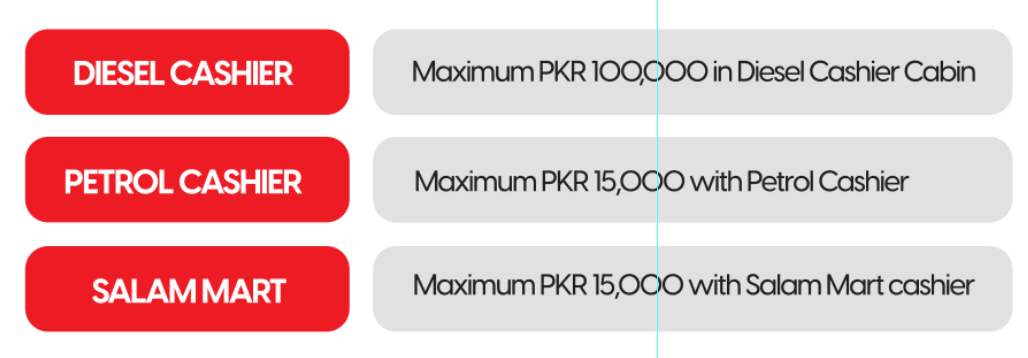 DIESEL CASHIER
Maximum PKR 100,000 in Diesel Cashier Cabin
PETROL CASHIER
Maximum PKR 15,000 with Petrol Cashier
SALAM MART
Maximum PKR 15,000 with Salam Mart cashier